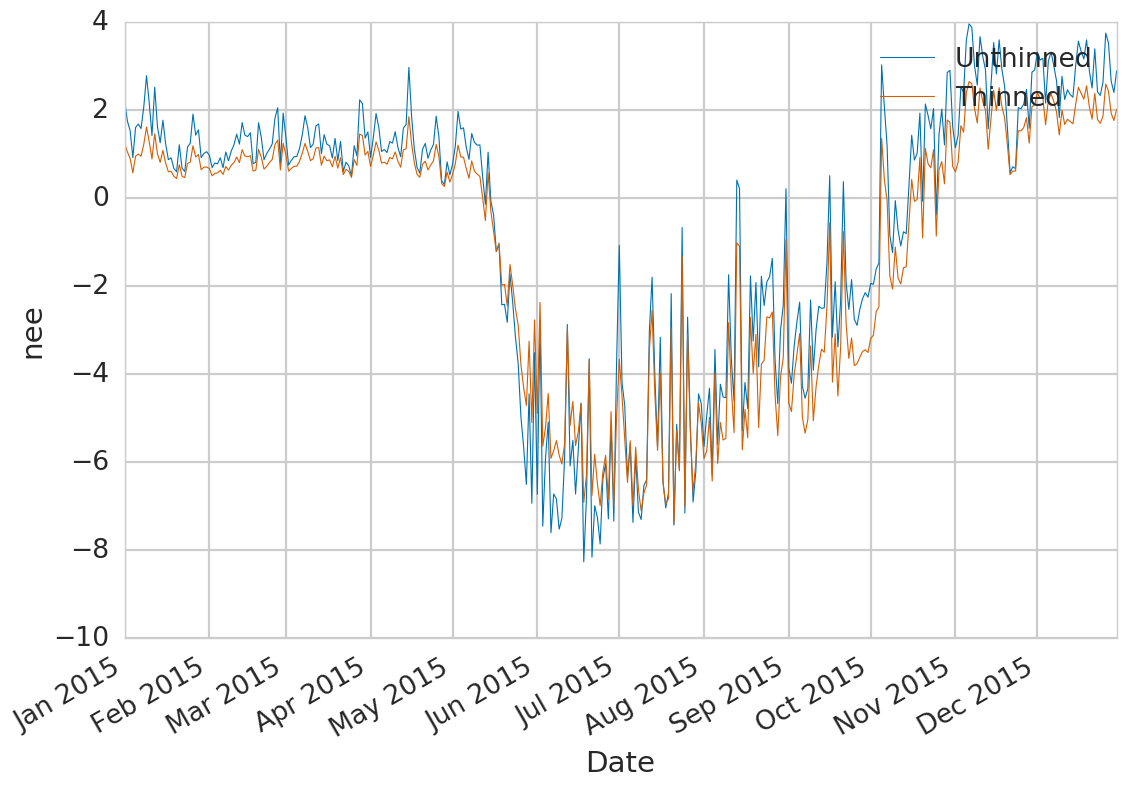 4
2
0
−2
−4
−6
−8
−10
nee
Unthinned
Thinned
Jan 2015
Feb 2015
Mar 2015
Apr 2015
May 2015
Jun 2015
Jul 2015
Aug 2015
Sep 2015
Oct 2015
Nov 2015
Dec 2015
Date